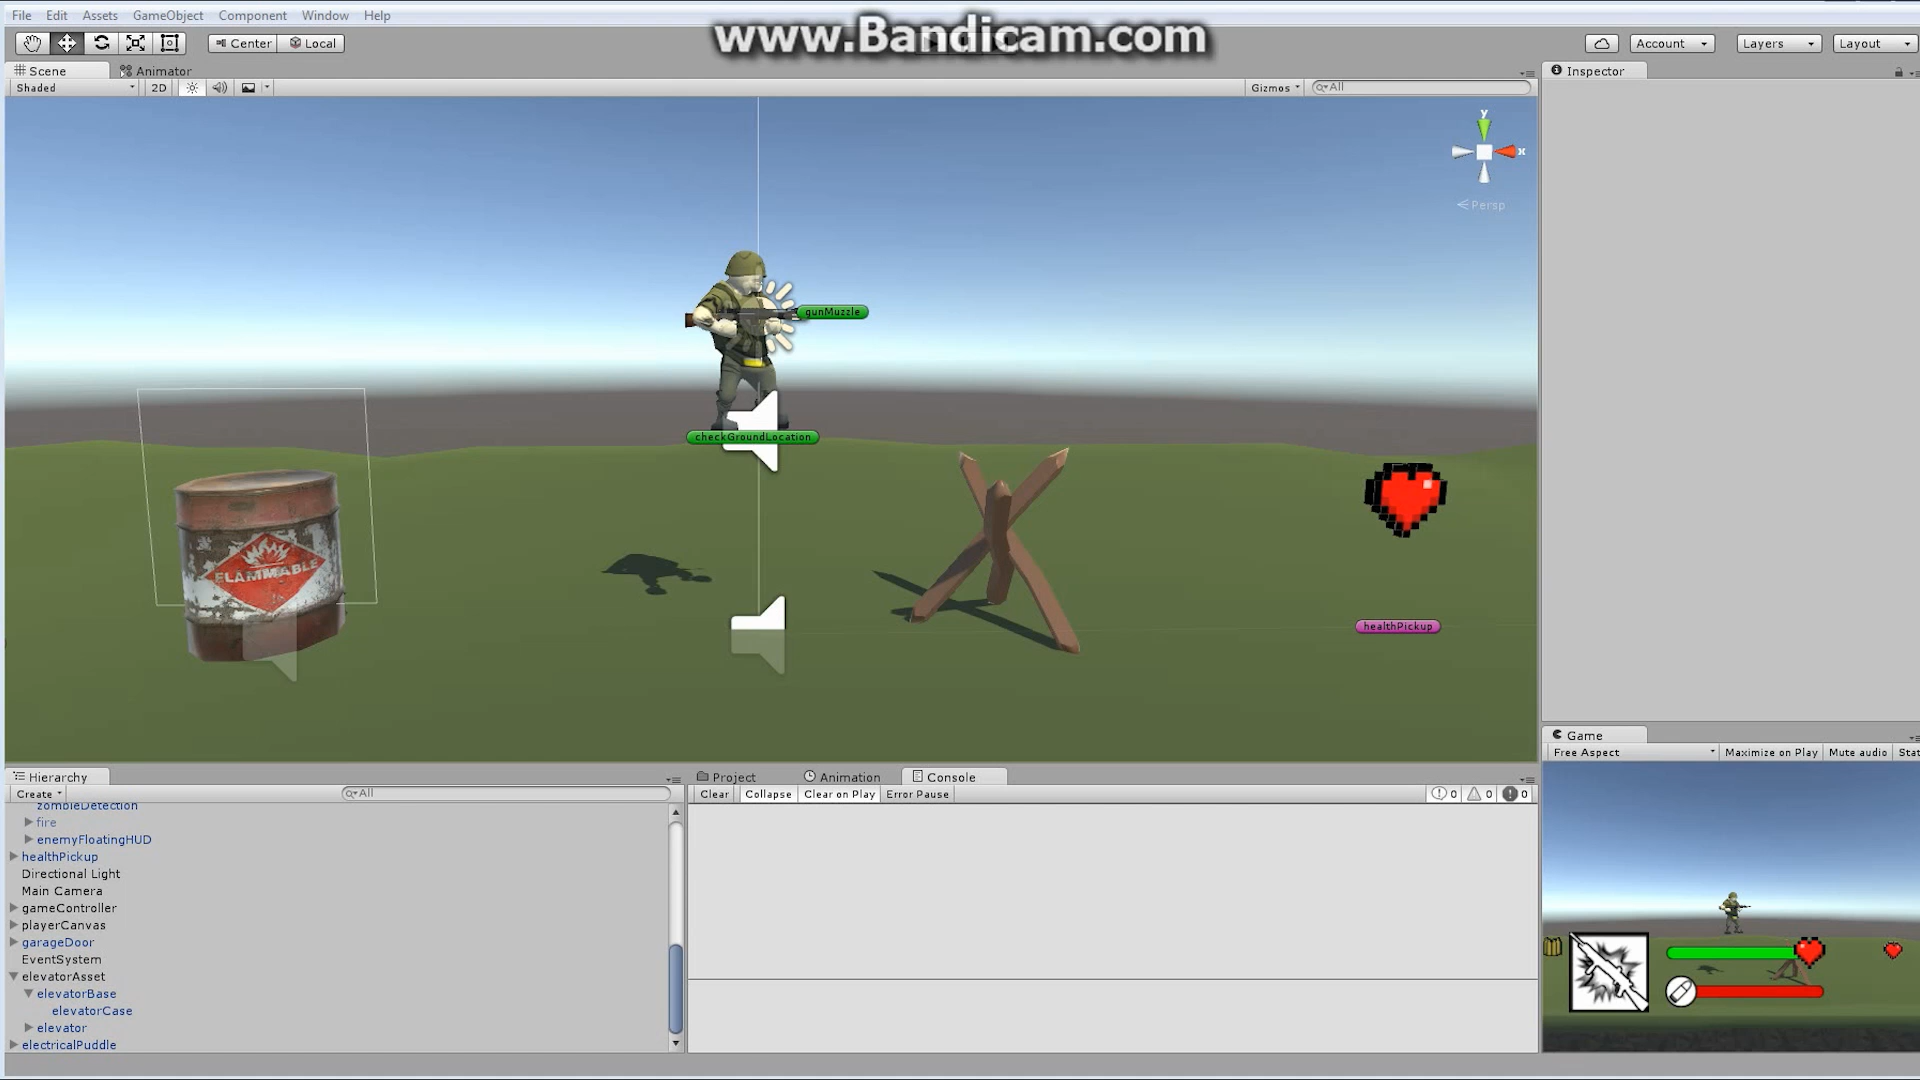 File Edit Assets GameObject Component Window Help
www.Bandicam.com
Center Local
Account Layers Layout
Scene Animator
Inspector
Shaded 2D Gizmos All
y
x
Persp
gunMuzzle
checkGroundLocation
FLAMMABLE
healthPickup
Game
Free Aspect Maximize on Play Mute audio Stat
Hierarchy
Project Animation Console
Create All
Clear Collapse Clear on Play Error Pause 0 0 0
zombieDetection
fire
enemyFloatingHUD
healthPickup
Directional Light
Main Camera
gameController
playerCanvas
garageDoor
EventSystem
elevatorAsset
elevatorBase
elevatorCase
elevator
electricalPuddle